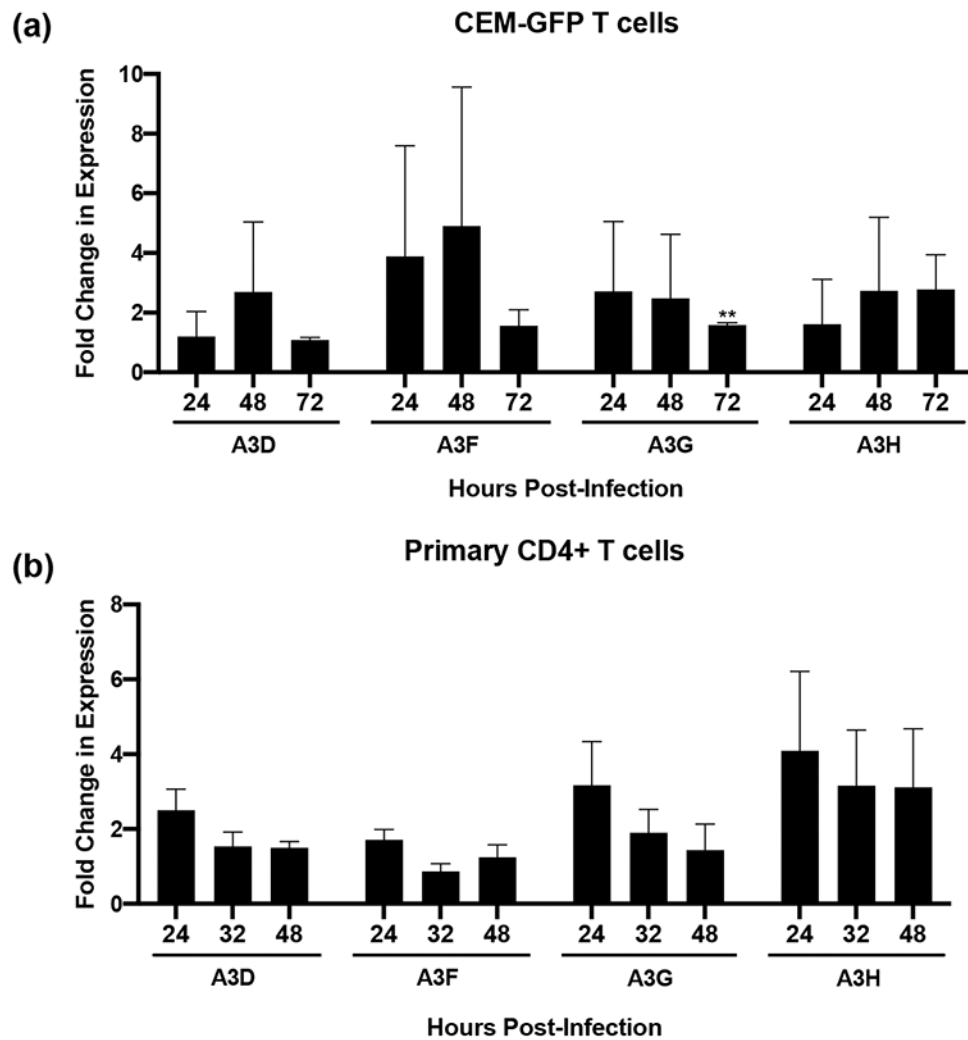 (a)
CEM-GFP T cells
Fold Change in Expression
10
8
6
4
2
0
**
24 48 72 24 48 72 24 48 72 24 48 72
A3D A3F A3G A3H
Hours Post-Infection
(b)
Primary CD4+ T cells
Fold Change in Expression
8
6
4
2
0
24 32 48 24 32 48 24 32 48 24 32 48
A3D A3F A3G A3H
Hours Post-Infection